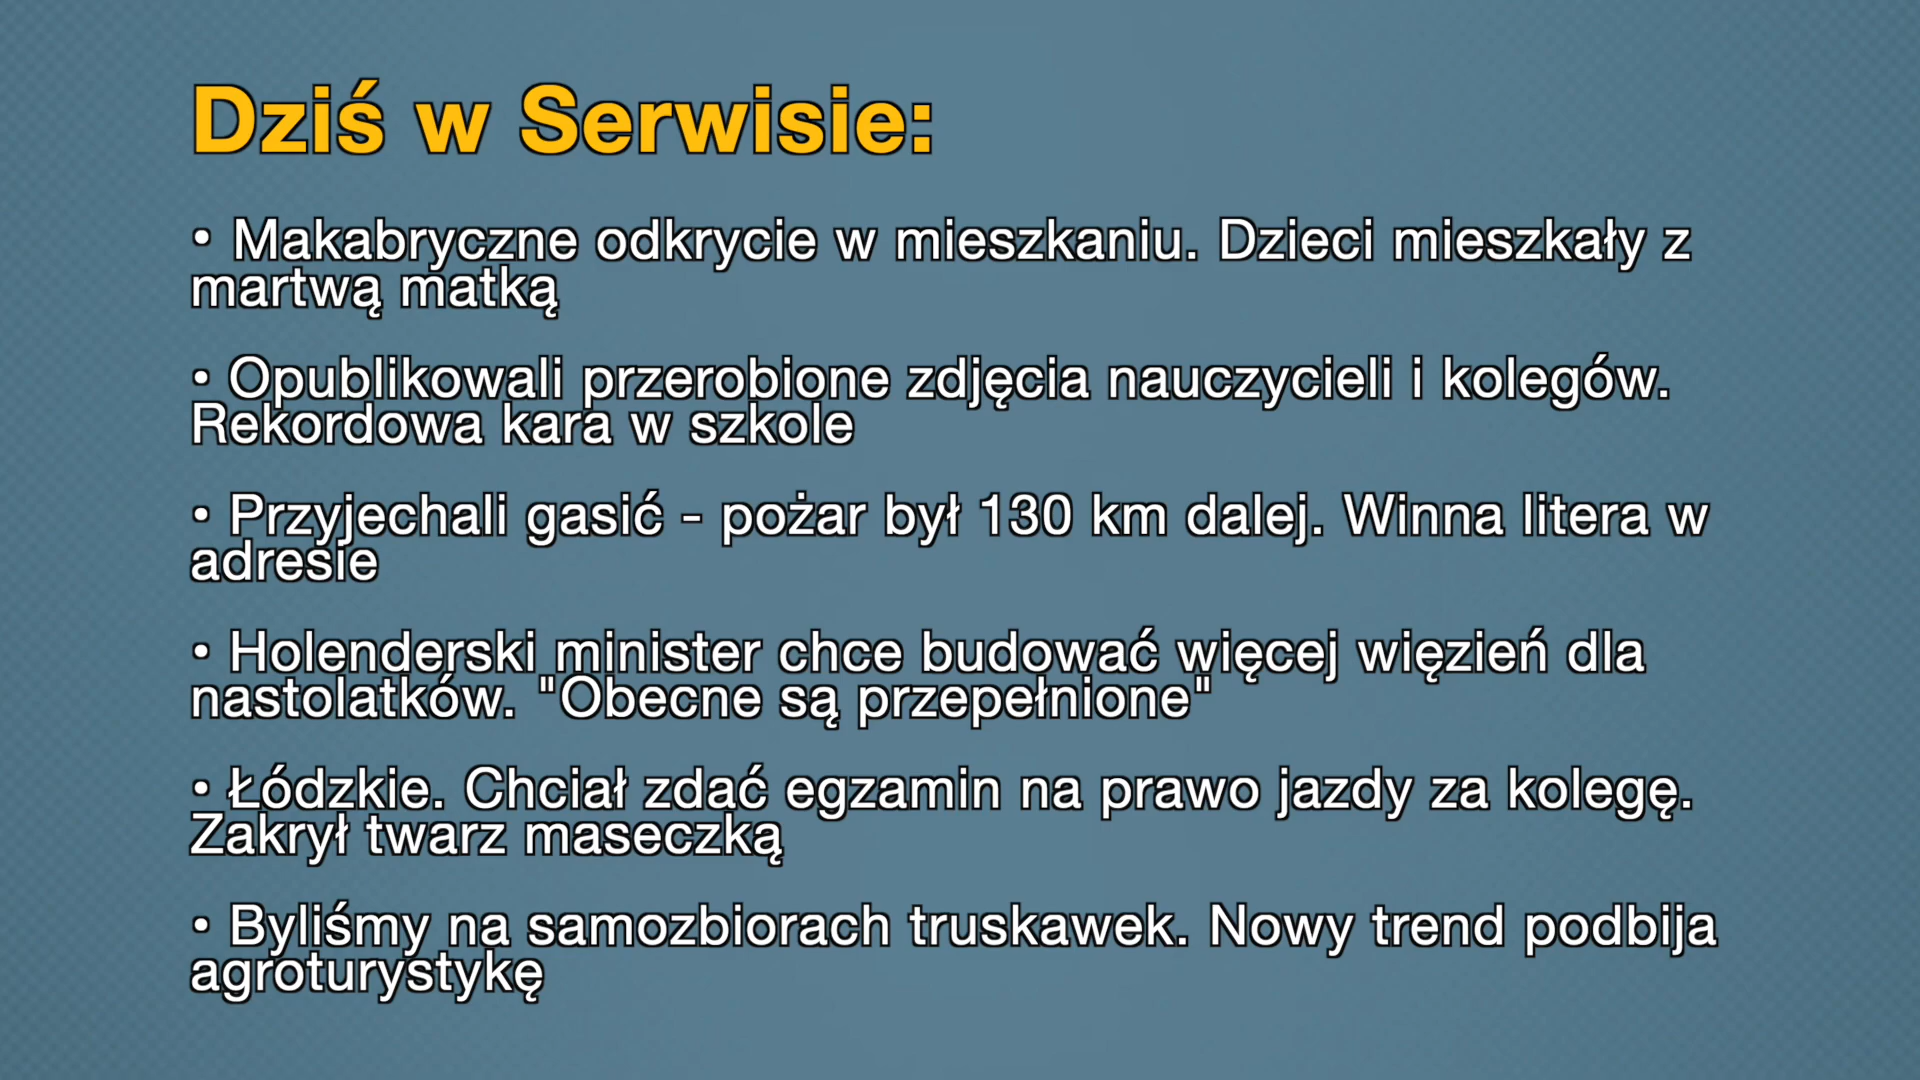 Dziś w Serwisie:
• Makabryczne odkrycie w mieszkaniu. Dzieci mieszkały z
martwą matką
• Opublikowali przerobione zdjęcia nauczycieli i kolegów.
Rekordowa kara w szkole
• Przyjechali gasić - pożar był 130 km dalej. Winna litera w
adresie
• Holenderski minister chce budować więcej więzień dla
nastolatków. "Obecne są przepełnione"
• Łódzkie. Chciał zdać egzamin na prawo jazdy za kolegę.
Zakrył twarz maseczką
• Byliśmy na samozbiorach truskawek. Nowy trend podbija
agroturystykę